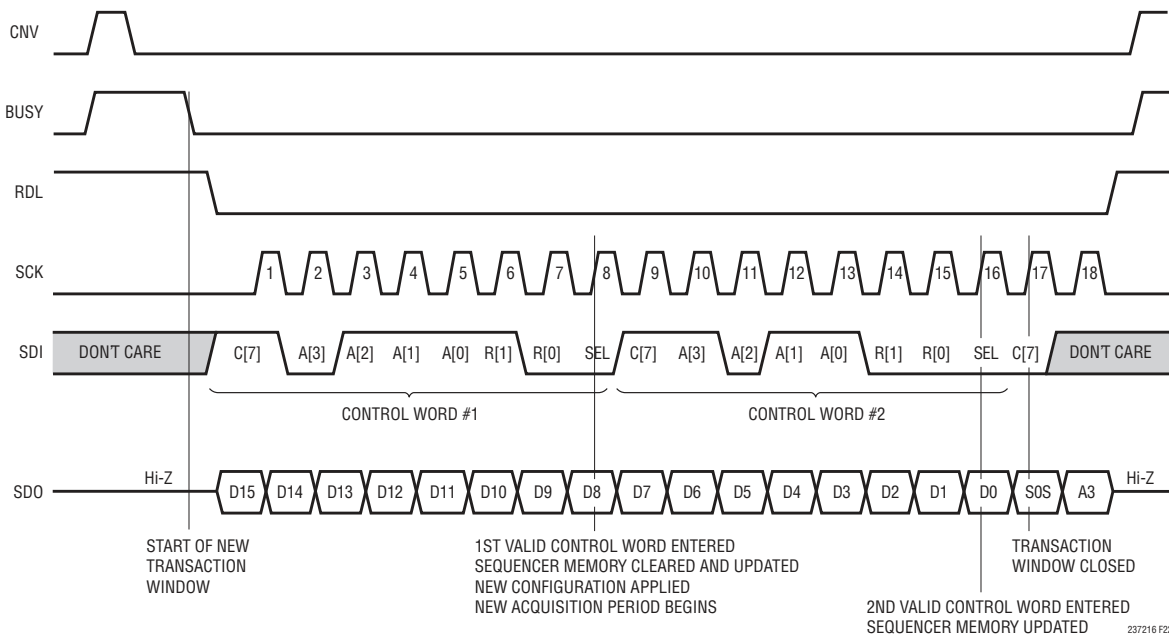 CNV
BUSY
RDL
SCK 1 2 3 4 5 6 7 8 9 10 11 12 13 14 15 16 17 18
SDI DON'T CARE C[7] A[3] A[2] A[1] A[0] R[1] R[0] SEL C[7] A[3] A[2] A[1] A[0] R[1] R[0] SEL C[7] DON'T CARE
CONTROL WORD #1 CONTROL WORD #2
SDO Hi-Z D15 D14 D13 D12 D11 D10 D9 D8 D7 D6 D5 D4 D3 D2 D1 D0 S0S A3 Hi-Z
START OF NEW
TRANSACTION
WINDOW
1ST VALID CONTROL WORD ENTERED
SEQUENCER MEMORY CLEARED AND UPDATED
NEW CONFIGURATION APPLIED
NEW ACQUISITION PERIOD BEGINS
TRANSACTION
WINDOW CLOSED
2ND VALID CONTROL WORD ENTERED
SEQUENCER MEMORY UPDATED